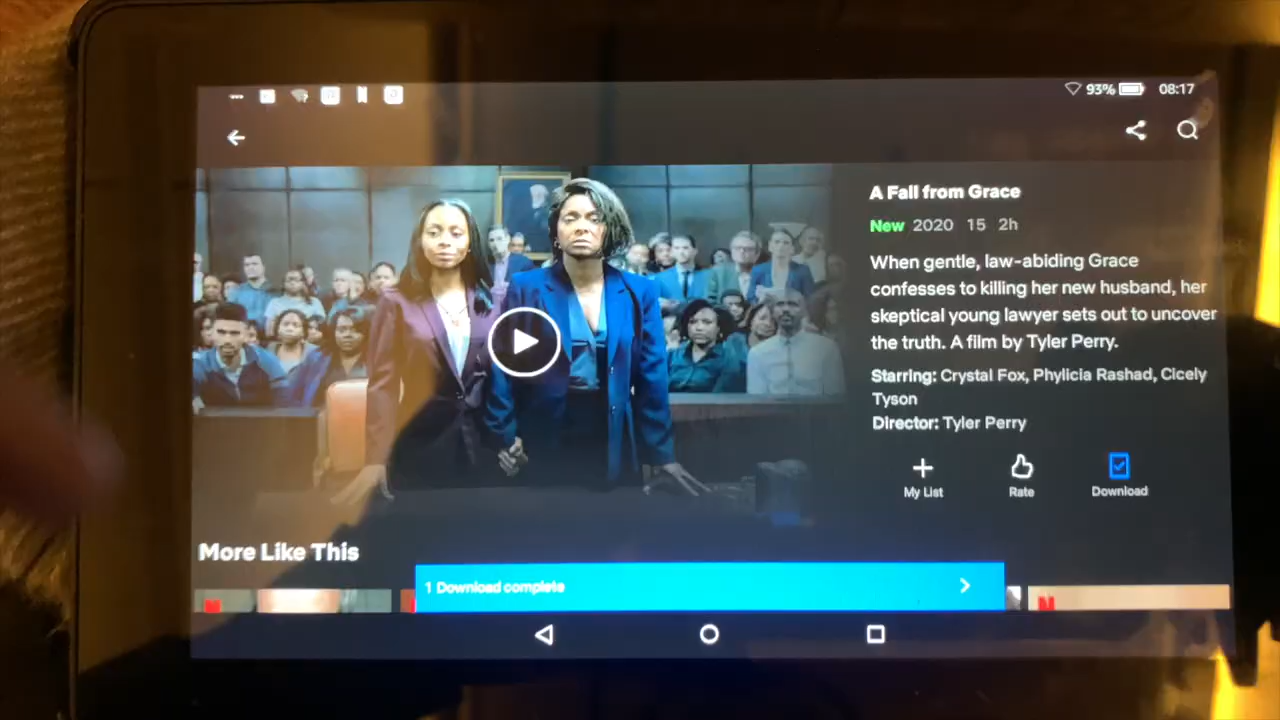 93% 08:17
A Fall from Grace
New 2020 15 2h
When gentle, law-abiding Grace
confesses to killing her new husband, her
skeptical young lawyer sets out to uncover
the truth. A film by Tyler Perry.
Starring: Crystal Fox, Phylicia Rashad, Cicely
Tyson
Director: Tyler Perry
My List Rate Download
More Like This
1 Download complete